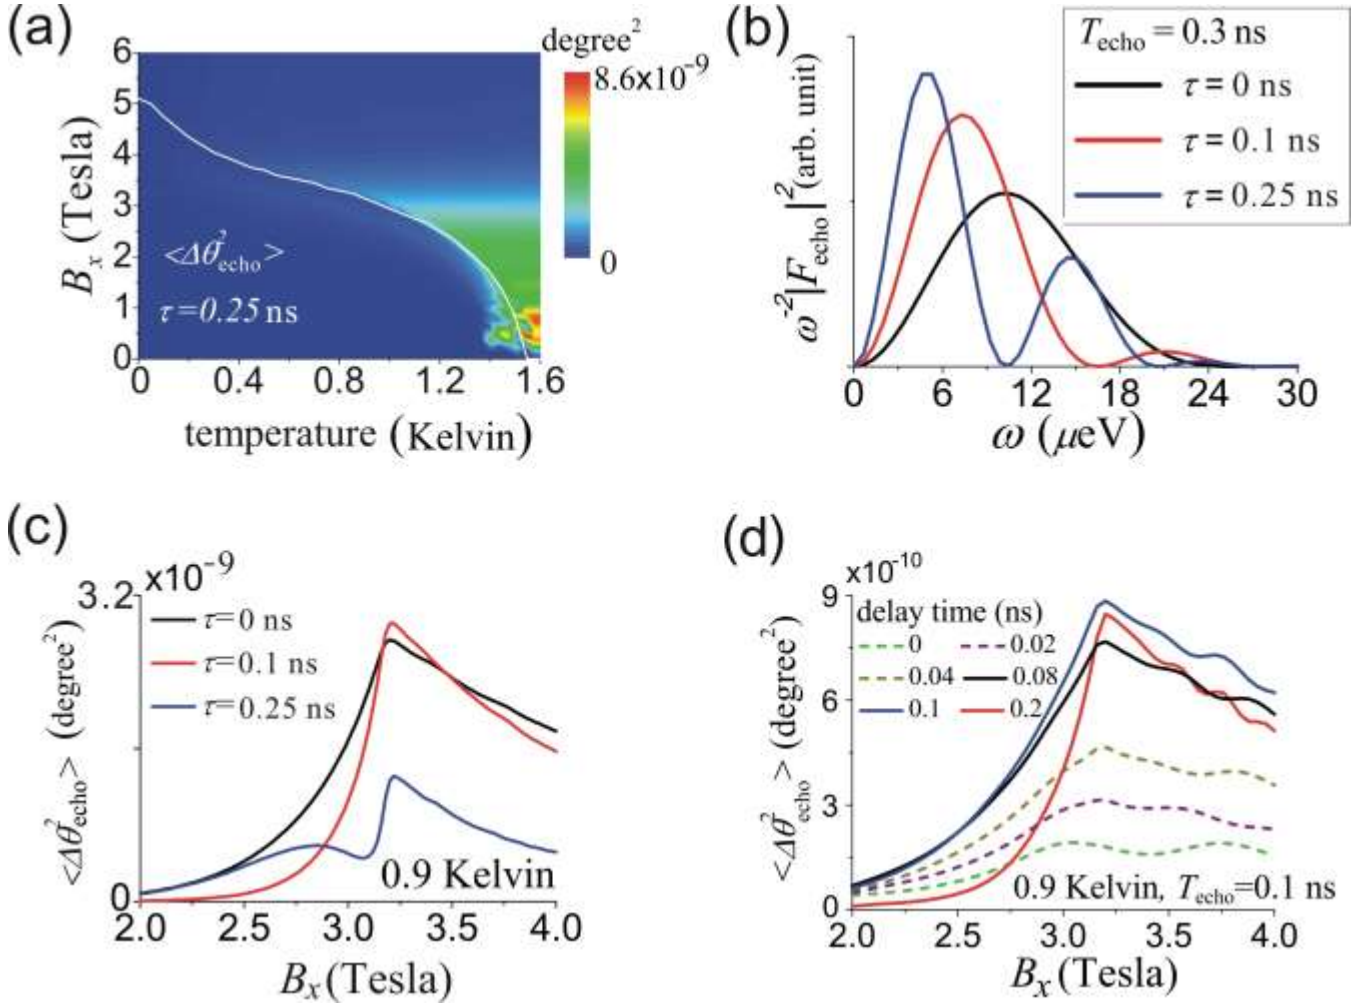 (a)
degree²
8.6x10⁻⁹
0
6
5
4
3
2
1
0
B_x (Tesla)
<Δθ²_echo>
τ=0.25 ns
0 0.4 0.8 1.2 1.6
temperature (Kelvin)
(b)
T_echo = 0.3 ns
τ = 0 ns
τ = 0.1 ns
τ = 0.25 ns
ω⁻²|F_echo|² (arb. unit)
0 6 12 18 24 30
ω (μeV)
(c)
x10⁻⁹
3.2
0
τ=0 ns
τ=0.1 ns
τ=0.25 ns
<Δθ²_echo> (degree²)
0.9 Kelvin
2.0 2.5 3.0 3.5 4.0
B_x (Tesla)
(d)
x10⁻¹⁰
9
6
3
0
delay time (ns)
0 0.02
0.04 0.08
0.1 0.2
<Δθ²_echo> (degree²)
0.9 Kelvin, T_echo=0.1 ns
2.0 2.5 3.0 3.5 4.0
B_x (Tesla)